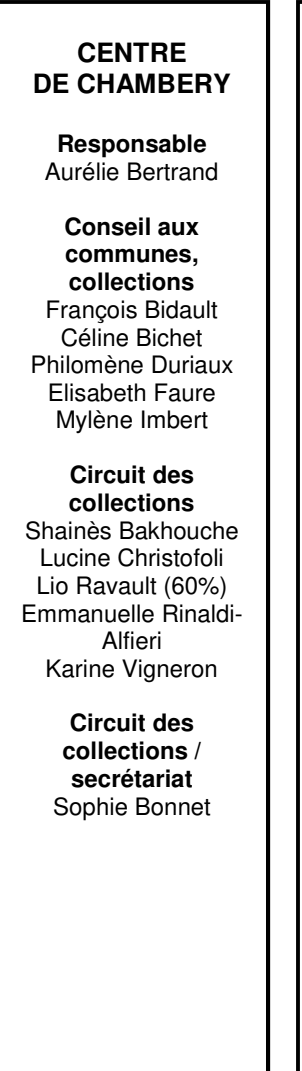 CENTRE
DE CHAMBERY
Responsable
Aurélie Bertrand
Conseil aux
communes,
collections
François Bidault
Céline Bichet
Philomène Duriaux
Elisabeth Faure
Mylène Imbert
Circuit des
collections
Shainès Bakhouche
Lucine Christofoli
Lio Ravault (60%)
Emmanuelle Rinaldi-
Alfieri
Karine Vigneron
Circuit des
collections /
secrétariat
Sophie Bonnet